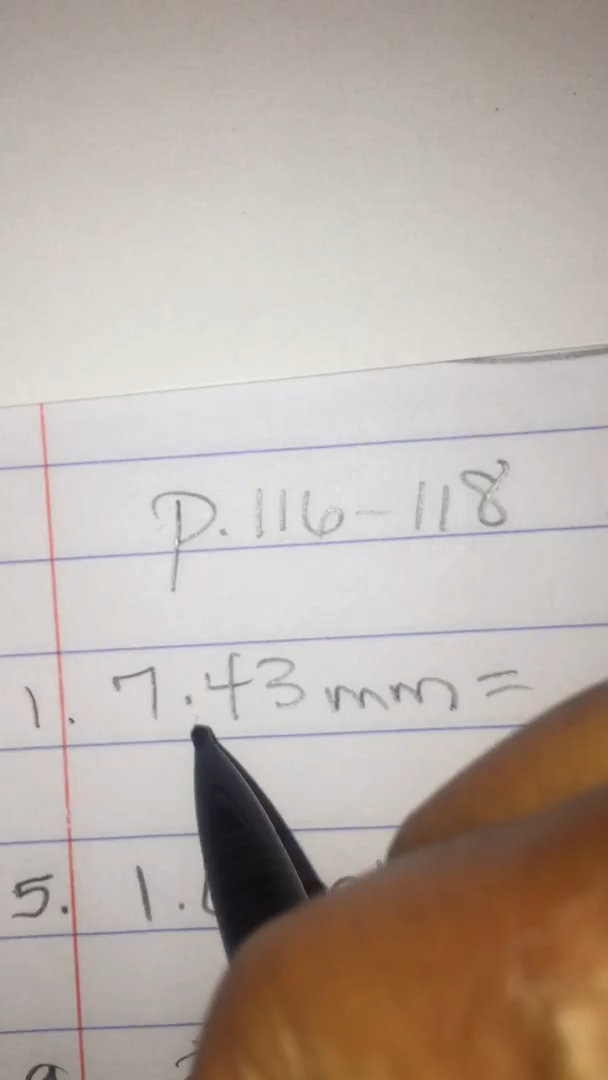 p.116-118
1. 7.43 mm =
5. 1.